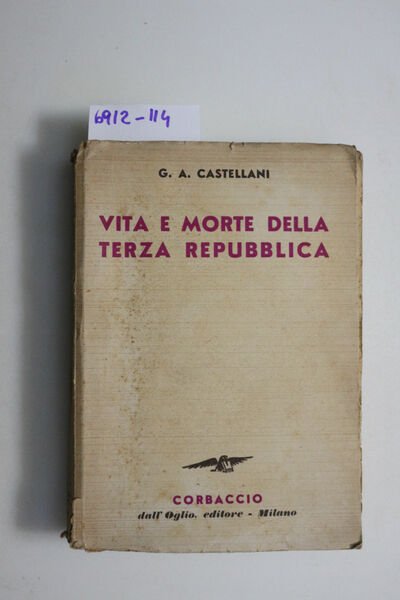 6912-114
G. A. CASTELLANI
VITA E MORTE DELLA
TERZA REPUBBLICA
CORBACCIO
dall'Oglio, editore - Milano